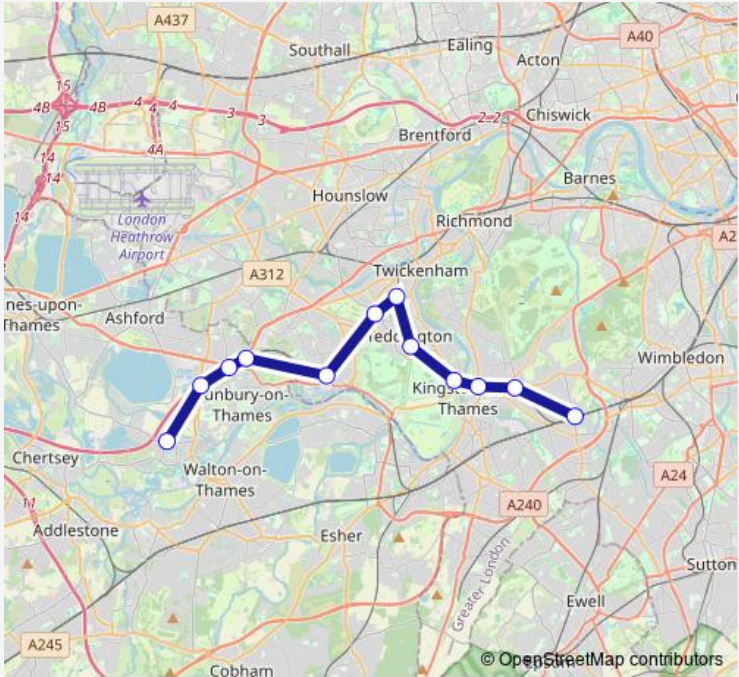 A437
Southall
Ealing
A40
Acton
15
4B
4B
4
4
4
3
3
2
2
Chiswick
15
Brentford
4A
14
14
Barnes
Hounslow
14
Richmond
London
Heathrow
Airport
A2
A312
Twickenham
nes-upon-
Thames
Ashford
Teddington
Wimbledon
Kingst
Thames
unbury-on-
Thames
Chertsey
Walton-on-
Thames
A24
11
A240
Addlestone
Esher
Sutton
Greater London
Ewell
A245
Cobham
© OpenStreetMap contributors